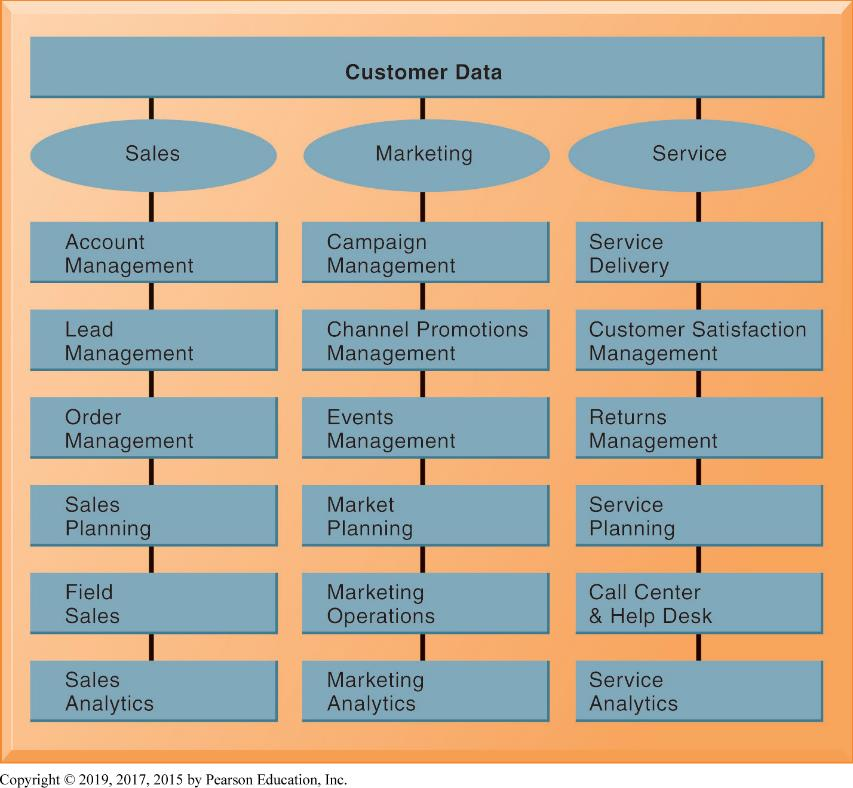 Customer Data
Sales
Marketing
Service
Account
Management
Campaign
Management
Service
Delivery
Lead
Management
Channel Promotions
Management
Customer Satisfaction
Management
Order
Management
Events
Management
Returns
Management
Sales
Planning
Market
Planning
Service
Planning
Field
Sales
Marketing
Operations
Call Center
& Help Desk
Sales
Analytics
Marketing
Analytics
Service
Analytics
Copyright © 2019, 2017, 2015 by Pearson Education, Inc.